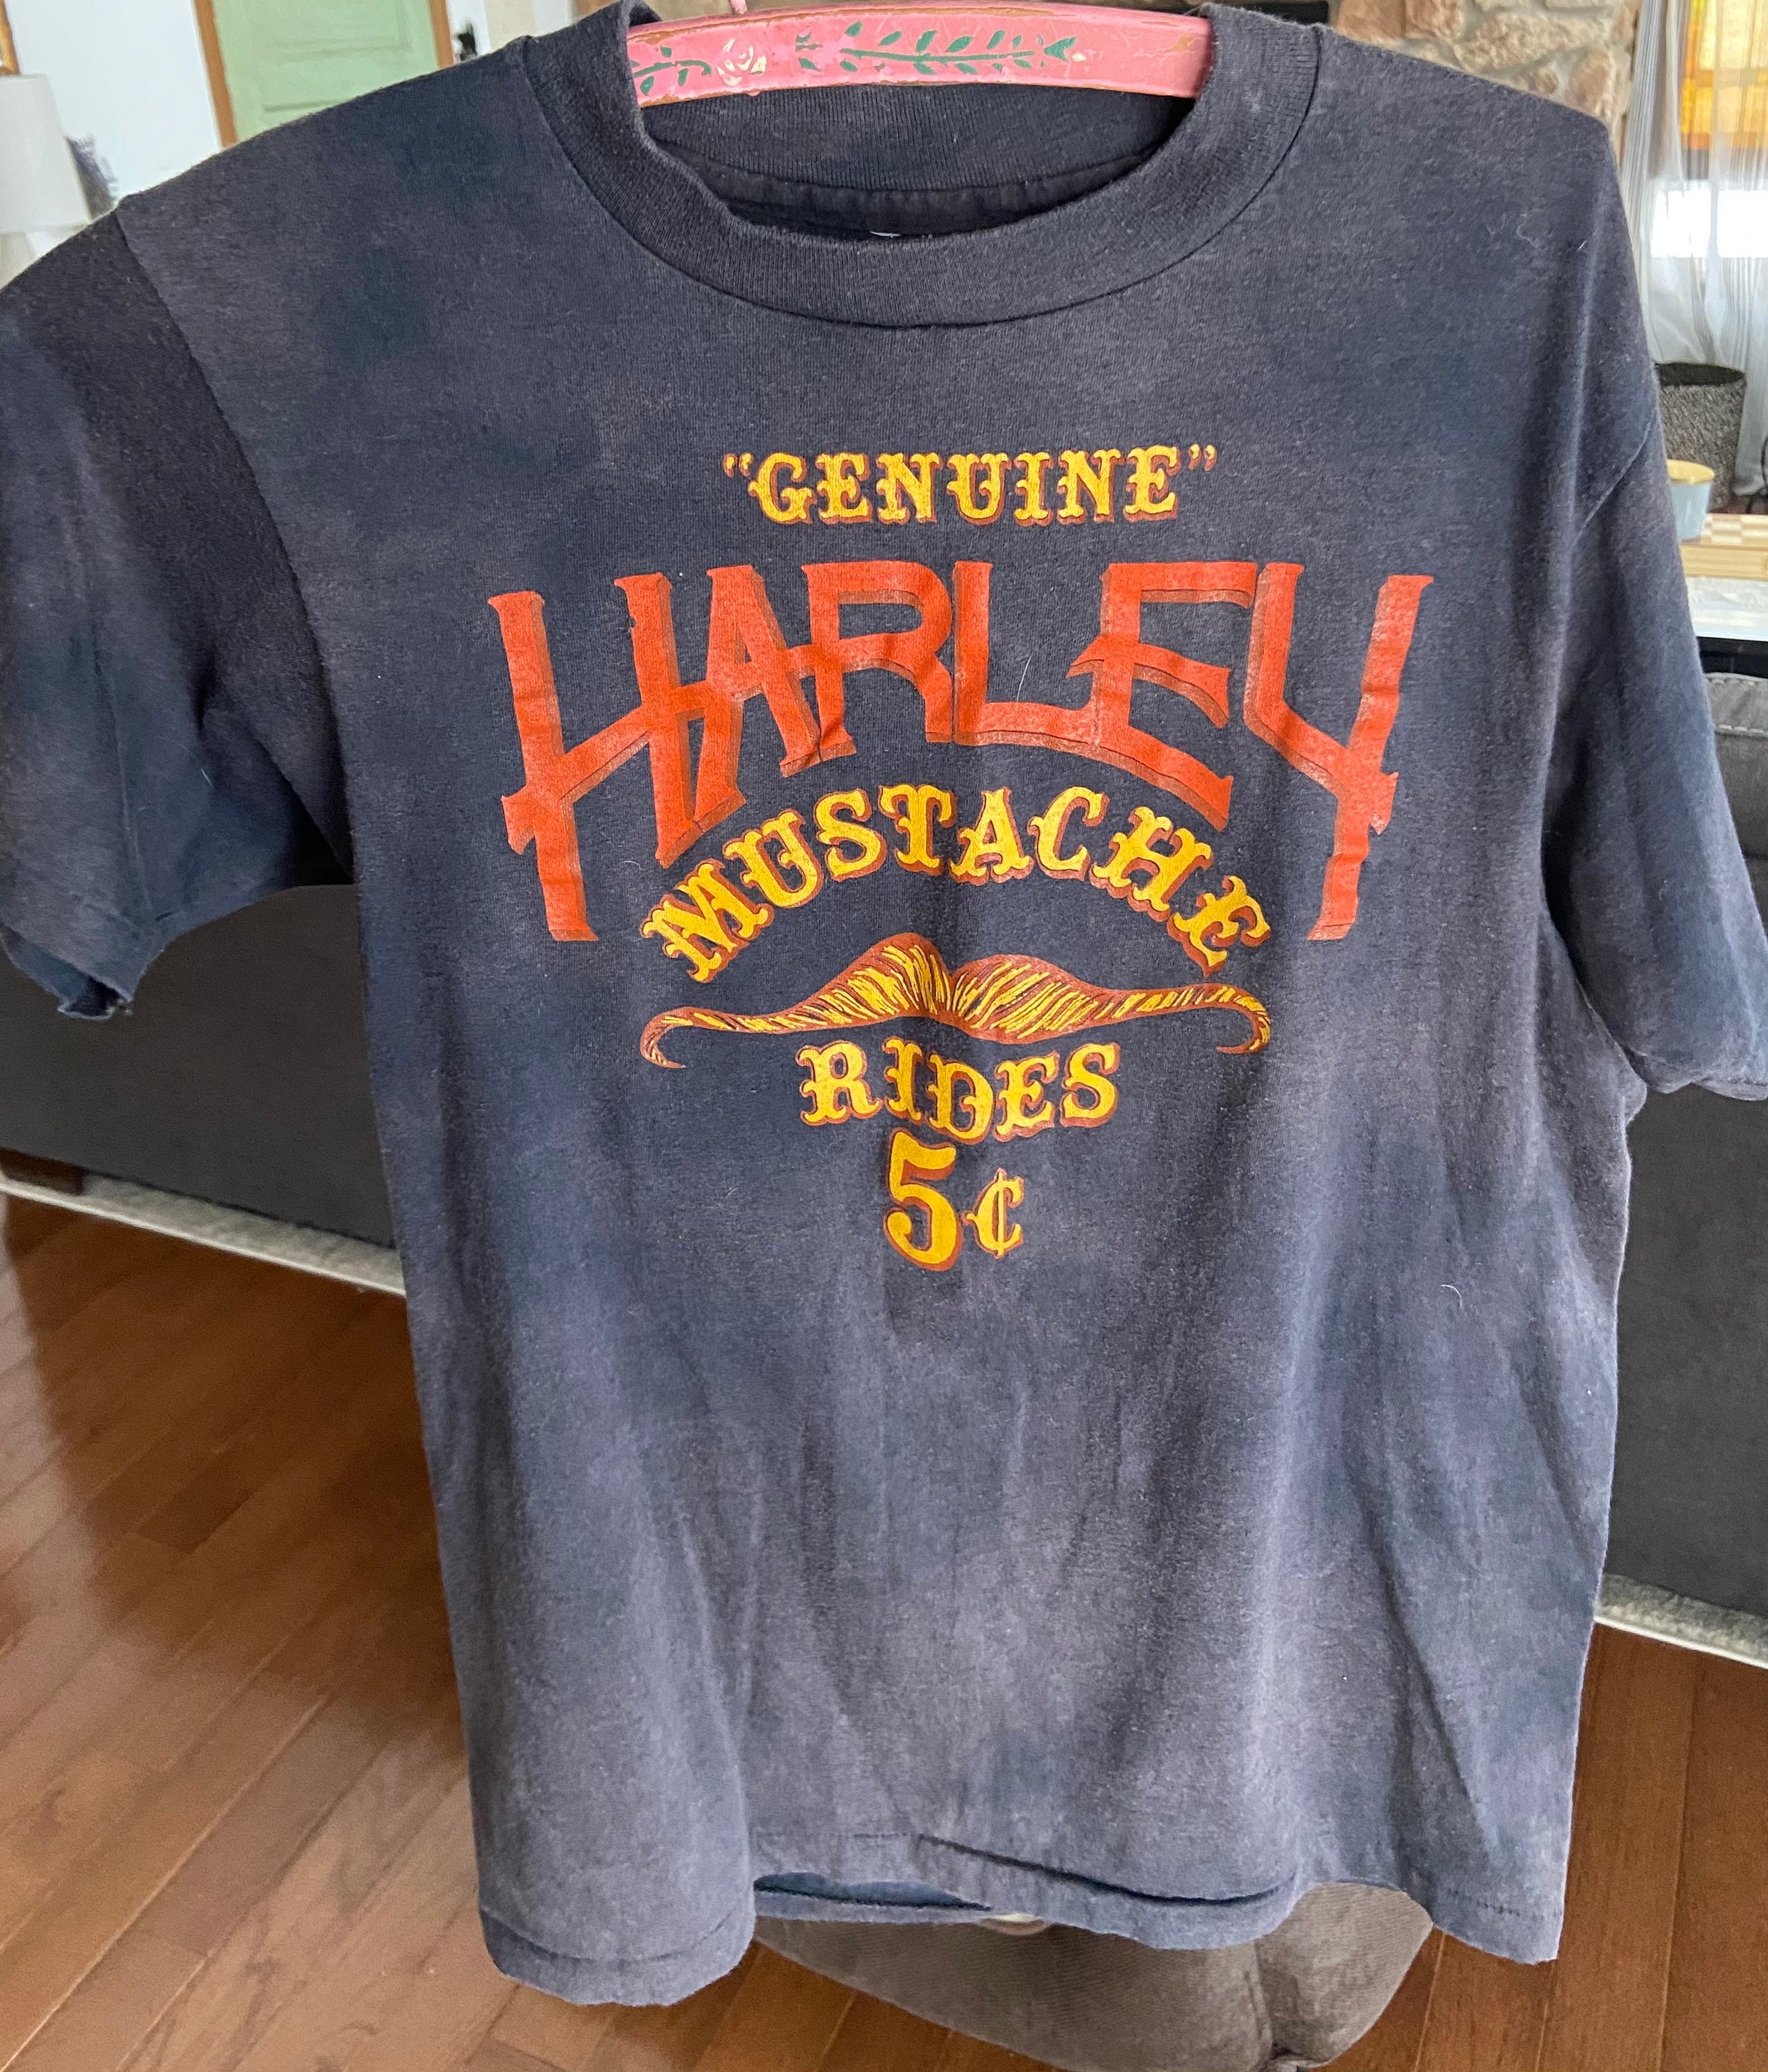 "GENUINE"
HARLEY
MUSTACHE
RIDES
5¢